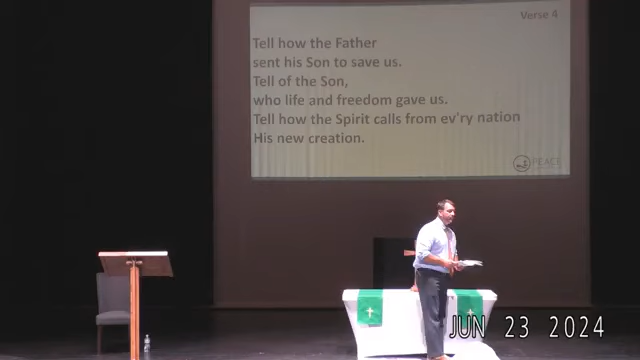 Verse 4
Tell how the Father
sent his Son to save us.
Tell of the Son,
who life and freedom gave us.
Tell how the Spirit calls from ev'ry nation
His new creation.
PEACE
JUN 23 2024